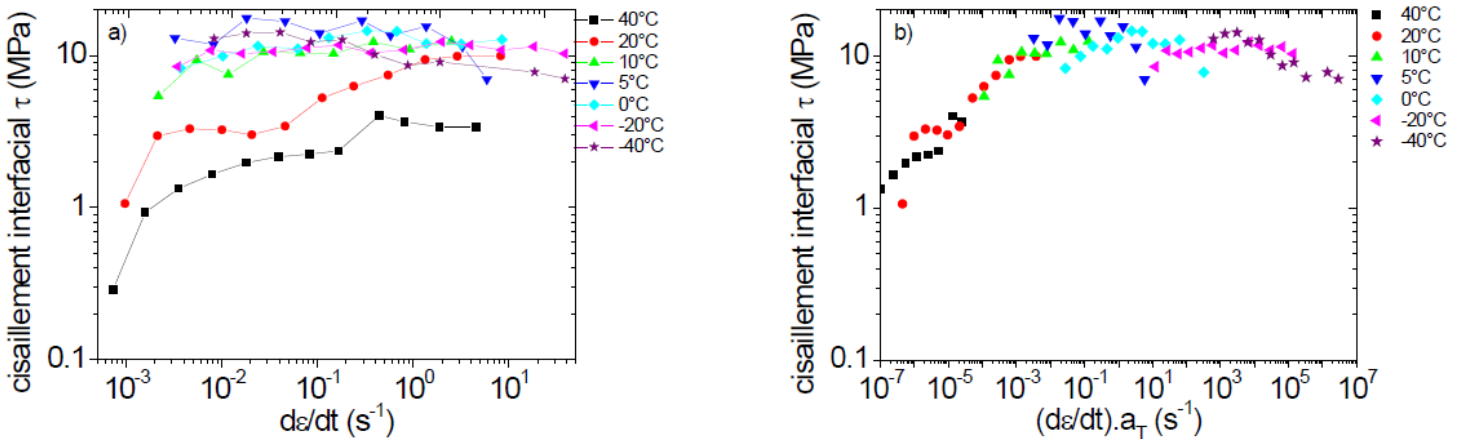 a)
cisaillement interfacial τ (MPa)
10
1
0.1
10⁻³ 10⁻² 10⁻¹ 10⁰ 10¹
dε/dt (s⁻¹)
40°C
20°C
10°C
5°C
0°C
-20°C
-40°C
b)
cisaillement interfacial τ (MPa)
10
1
0.1
10⁻⁷ 10⁻⁵ 10⁻³ 10⁻¹ 10¹ 10³ 10⁵ 10⁷
(dε/dt).a_T (s⁻¹)
40°C
20°C
10°C
5°C
0°C
-20°C
-40°C